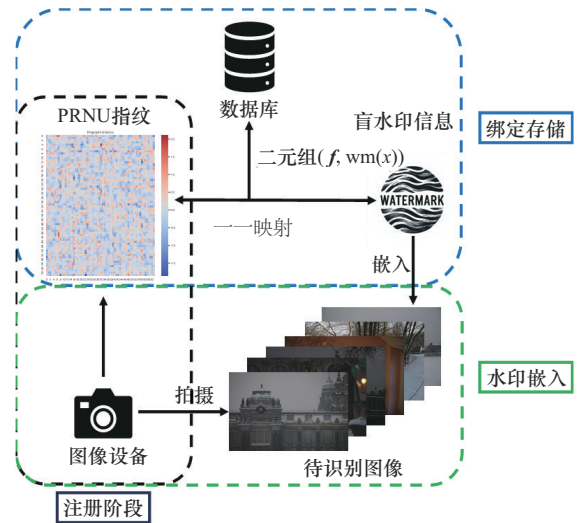 数据库
PRNU指纹
盲水印信息
绑定存储
二元组(f, wm(x))
WATERMARK
一一映射
嵌入
拍摄
水印嵌入
图像设备
待识别图像
注册阶段